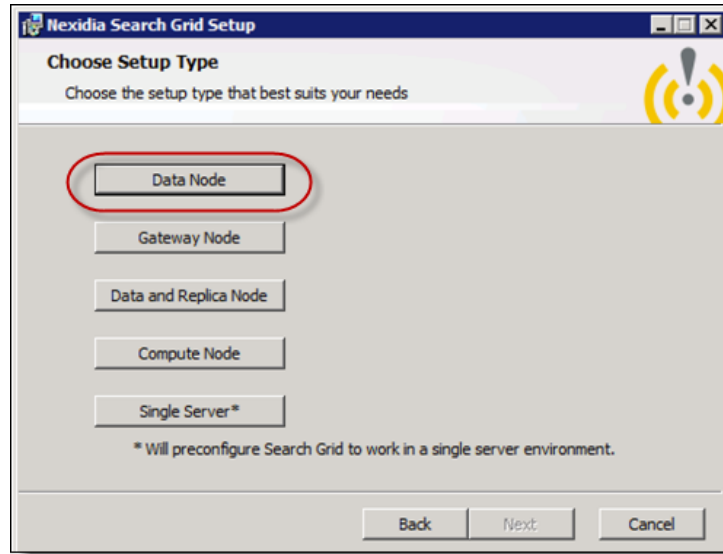 Nexidia Search Grid Setup
Choose Setup Type
Choose the setup type that best suits your needs
Data Node
Gateway Node
Data and Replica Node
Compute Node
Single Server*
* Will preconfigure Search Grid to work in a single server environment.
Back
Next
Cancel